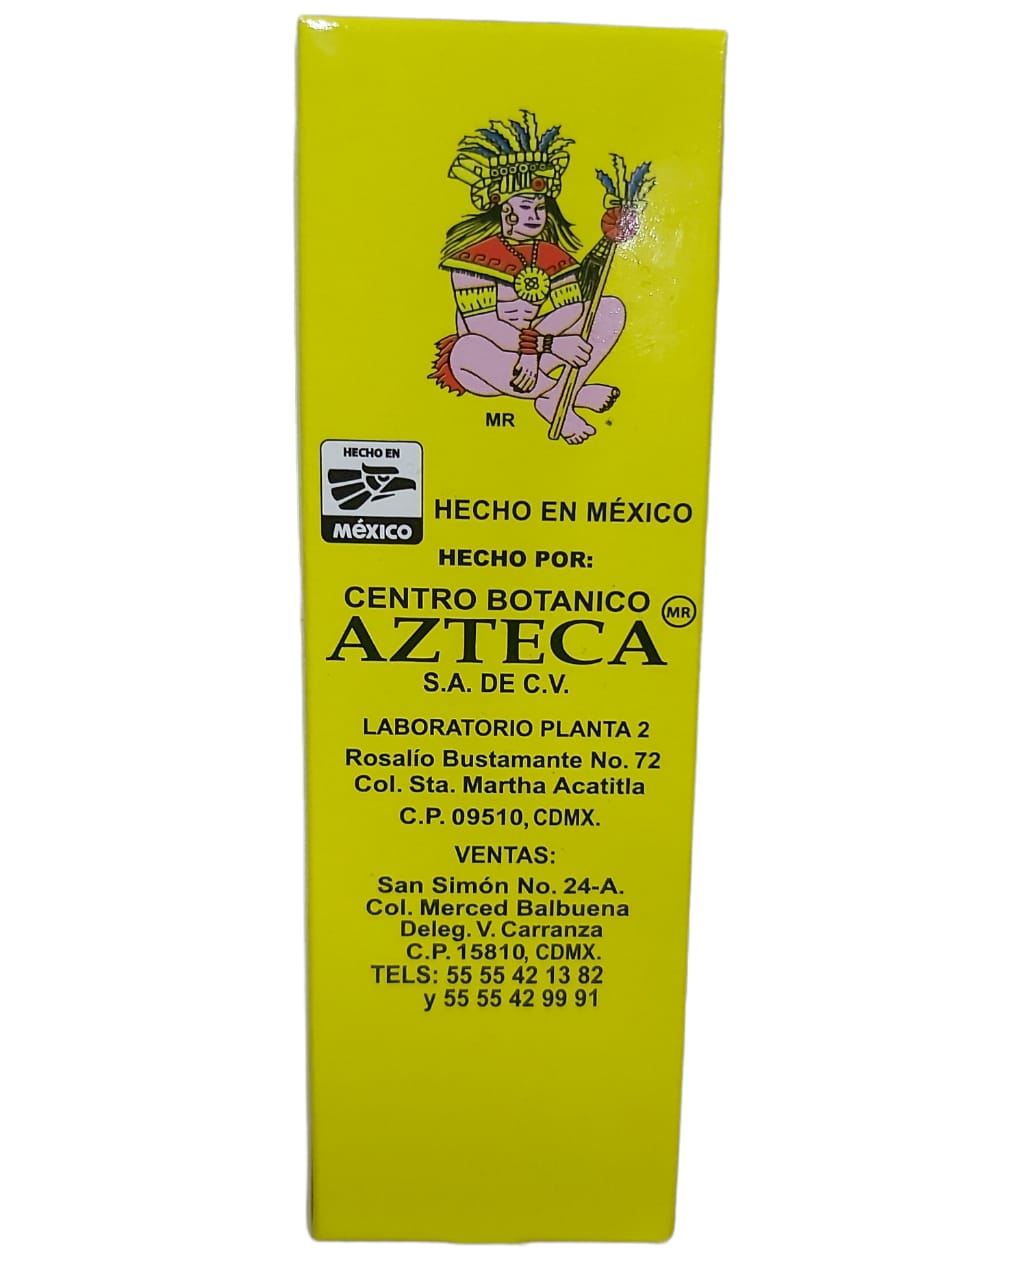 MR
HECHO EN
MéXICO
HECHO EN MÉXICO
HECHO POR:
CENTRO BOTANICO
AZTECA MR
S.A. DE C.V.
LABORATORIO PLANTA 2
Rosalío Bustamante No. 72
Col. Sta. Martha Acatitla
C.P. 09510, CDMX.
VENTAS:
San Simón No. 24-A.
Col. Merced Balbuena
Deleg. V. Carranza
C.P. 15810, CDMX.
TELS: 55 55 42 13 82
y 55 55 42 99 91